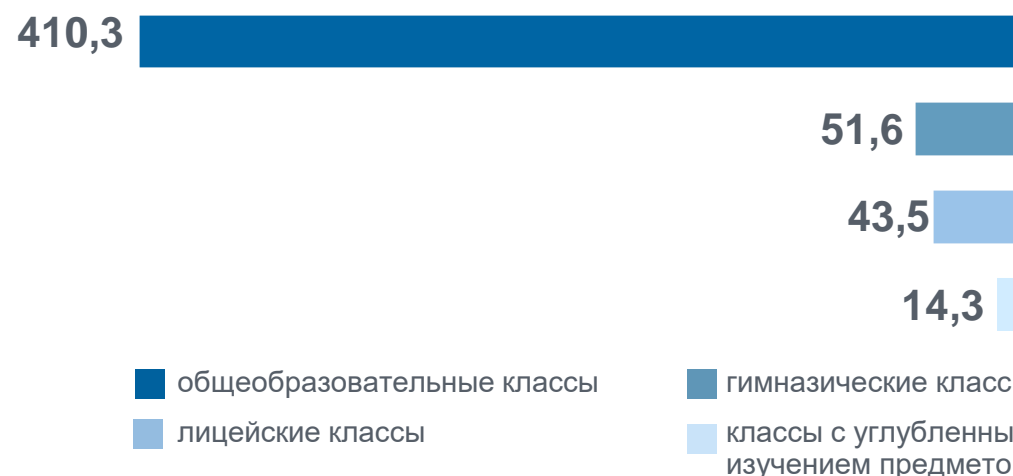 410,3
51,6
43,5
14,3
общеобразовательные классы
гимназические класс
лицейские классы
классы с углубленны
изучением предмето